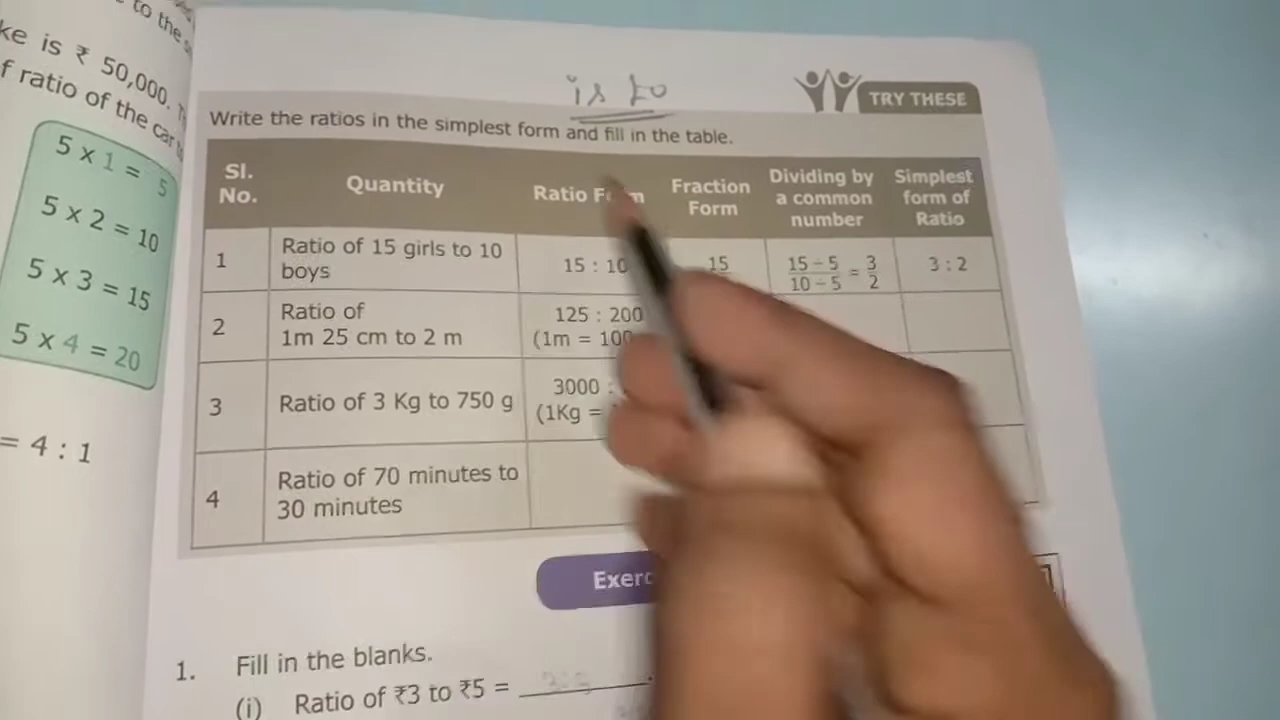 to the
ke is ₹ 50,000.
f ratio of the car
5 x 1 = 5
5 x 2 = 10
5 x 3 = 15
5 x 4 = 20
= 4 : 1
is to
TRY THESE
Write the ratios in the simplest form and fill in the table.
Sl. No. Quantity Ratio Fraction Form Dividing by a common number Simplest form of Ratio
1 Ratio of 15 girls to 10 boys 15 : 10 15 15 – 5 / 10 – 5 = 3 / 2 3 : 2
2 Ratio of 1m 25 cm to 2 m 125 : 200 (1m = 100
3 Ratio of 3 Kg to 750 g 3000 : (1Kg =
4 Ratio of 70 minutes to 30 minutes
1. Fill in the blanks.
(i) Ratio of ₹3 to ₹5 =